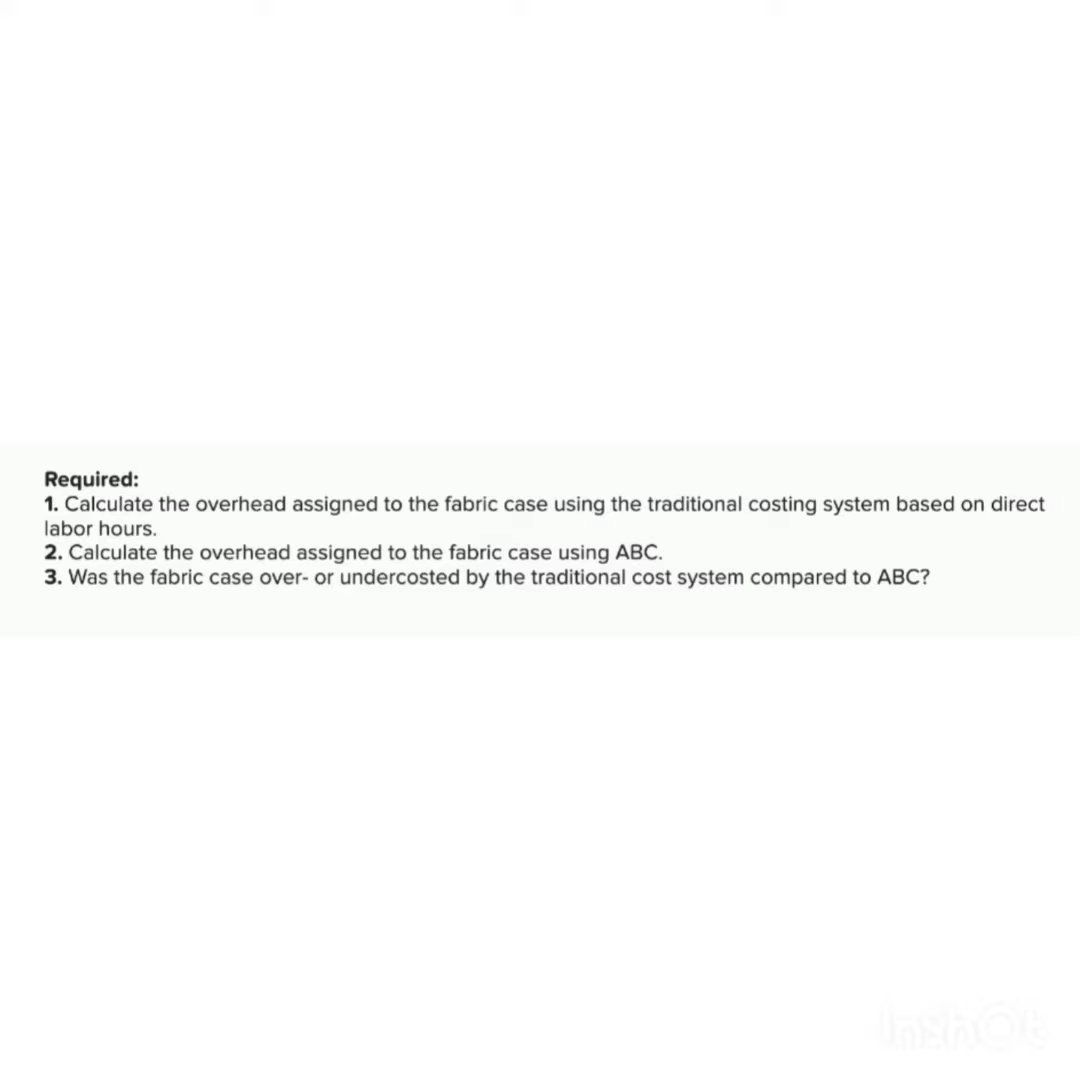 Required:
1. Calculate the overhead assigned to the fabric case using the traditional costing system based on direct
labor hours.
2. Calculate the overhead assigned to the fabric case using ABC.
3. Was the fabric case over- or undercosted by the traditional cost system compared to ABC?
InShOt